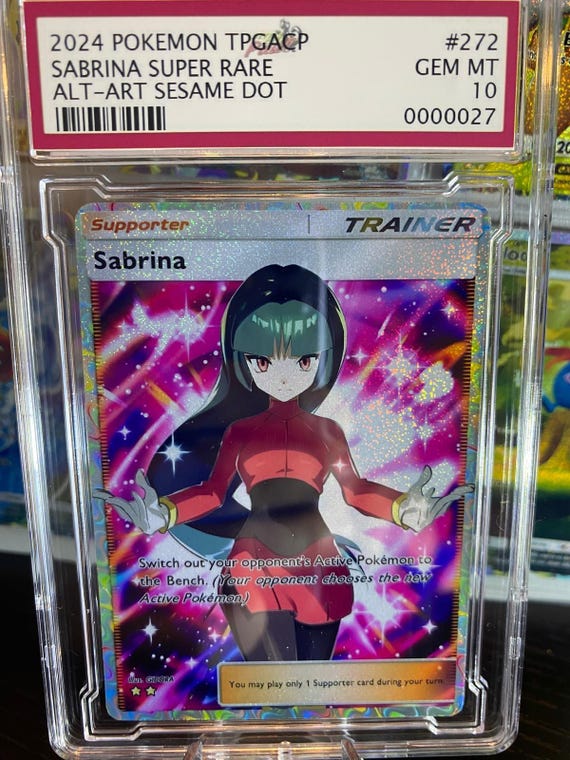 2024 POKEMON TPGACP #272
SABRINA SUPER RARE GEM MT
ALT-ART SESAME DOT 10
0000027
Supporter TRAINER
Sabrina
Switch out your opponent's Active Pokémon to
the Bench. (Your opponent chooses the new
Active Pokémon.)
Illus. GIDORA
You may play only 1 Supporter card during your turn.